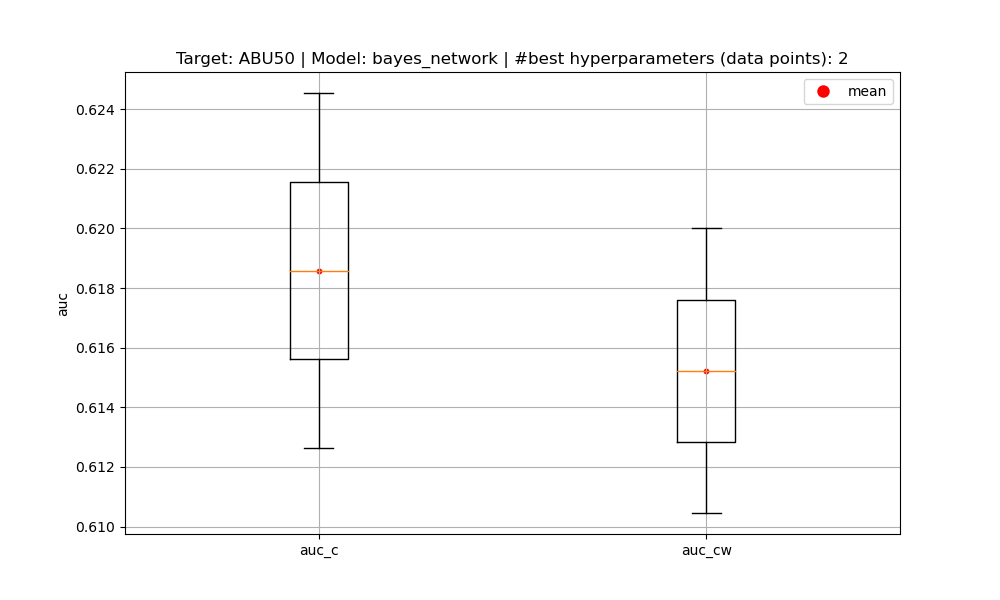 Target: ABU50 | Model: bayes_network | #best hyperparameters (data points): 2
mean
0.624
0.622
0.620
0.618
0.616
0.614
0.612
0.610
auc
auc_c
auc_cw